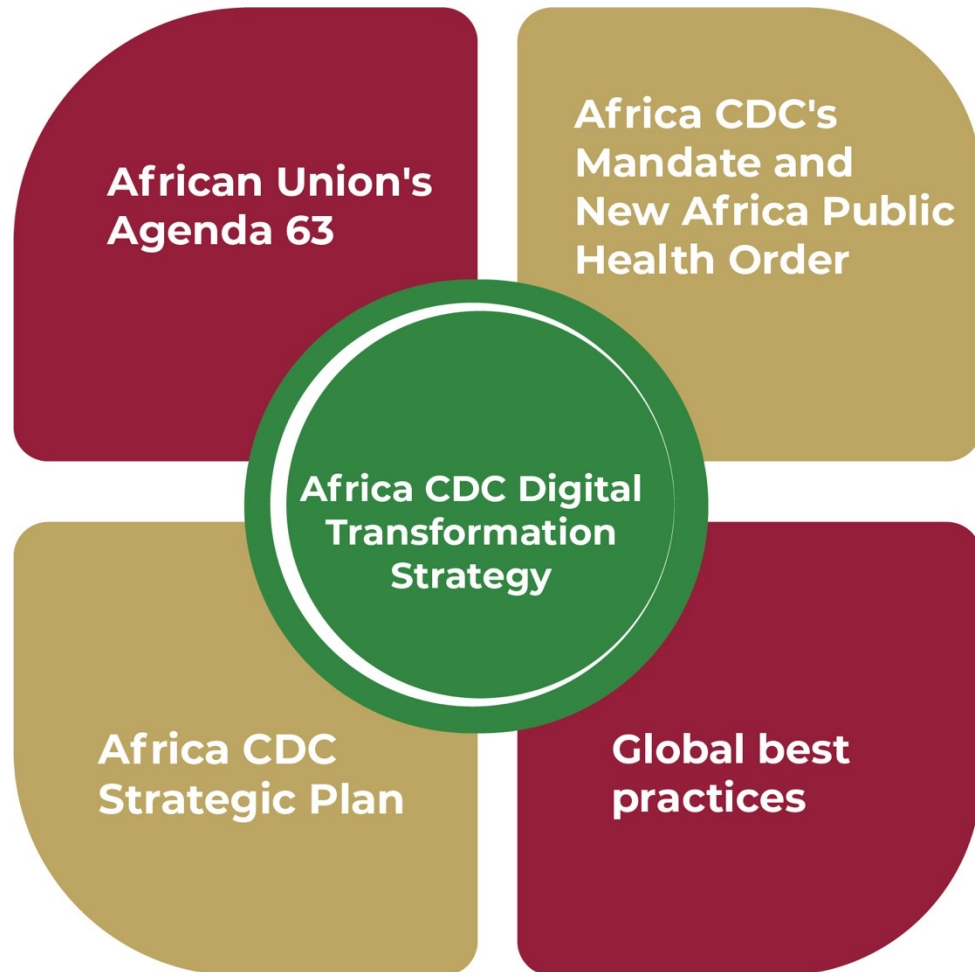 African Union's
Agenda 63
Africa CDC's
Mandate and
New Africa Public
Health Order
Africa CDC Digital
Transformation
Strategy
Africa CDC
Strategic Plan
Global best
practices